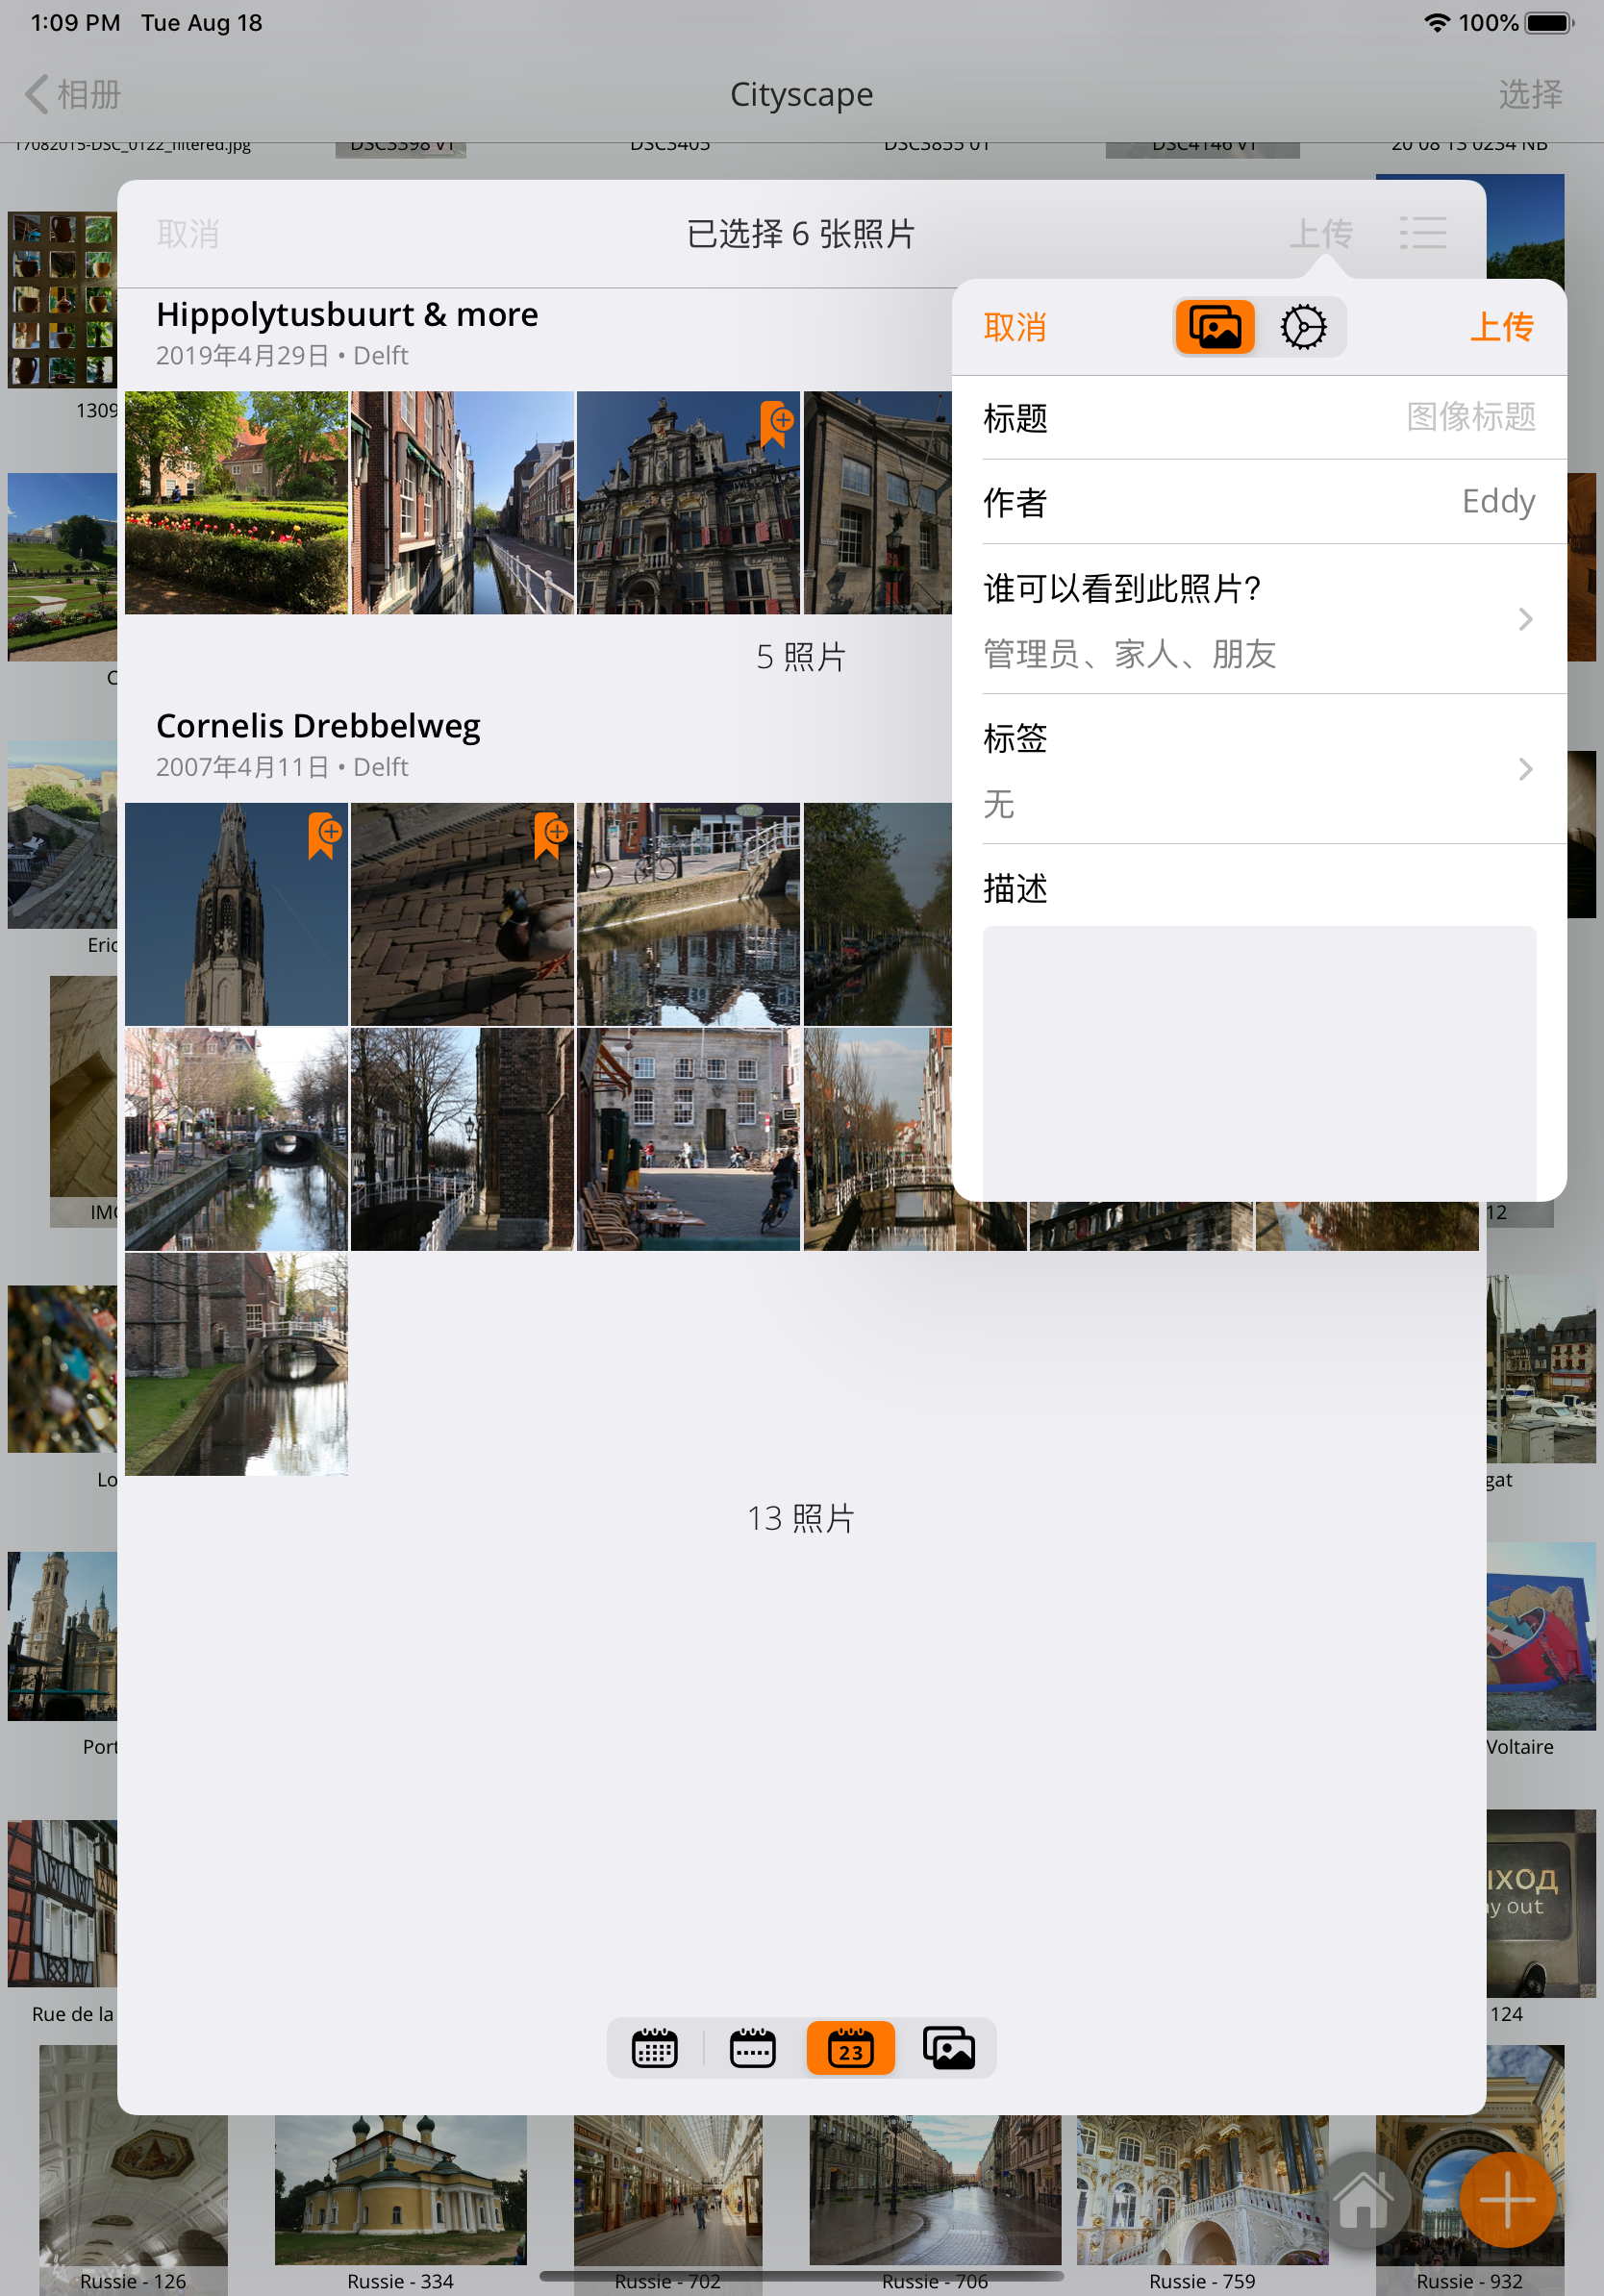 1:09 PM Tue Aug 18
100%
相册
Cityscape
选择
17082015-DSC_0122_filtered.jpg
DSC3398 V1
DSC3405
DSC3855 01
DSC4146 V1
20 08 13 0234 NB
取消
已选择 6 张照片
上传
Hippolytusbuurt & more
2019年4月29日 • Delft
5 照片
Cornelis Drebbelweg
2007年4月11日 • Delft
13 照片
取消
上传
标题
图像标题
作者
Eddy
谁可以看到此照片?
管理员、家人、朋友
标签
无
描述
1309
Eric
12
Lo
gat
Port
Voltaire
Rue de la
124
ay out
23
Russie - 126
Russie - 334
Russie - 702
Russie - 706
Russie - 759
Russie - 932